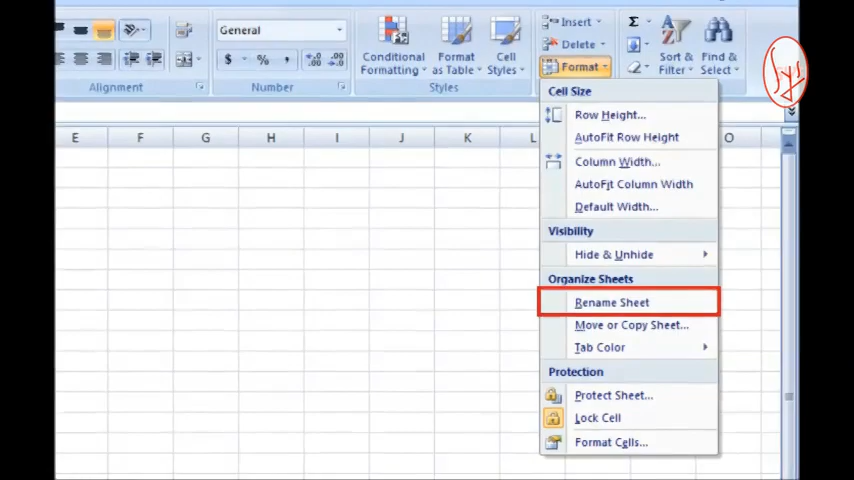 General
Insert
Delete
Format
$ % ,
.0 .00
.00 .0
Conditional Formatting
Format as Table
Cell Styles
Sort & Filter
Find & Select
Alignment
Number
Styles
Cell Size
Row Height...
AutoFit Row Height
Column Width...
AutoFit Column Width
Default Width...
Visibility
Hide & Unhide
Organize Sheets
Rename Sheet
Move or Copy Sheet...
Tab Color
Protection
Protect Sheet...
Lock Cell
Format Cells...
E F G H I J K L O
Σ